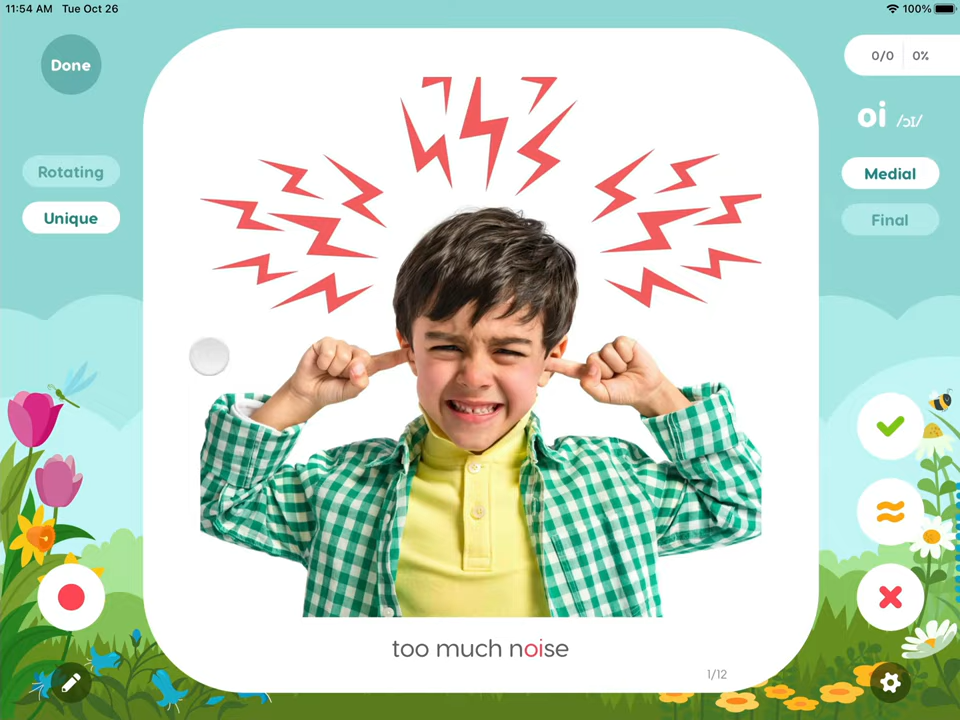 11:54 AM Tue Oct 26
100%
Done
0/0 0%
oi /ɔɪ/
Rotating
Medial
Unique
Final
too much noise
1/12